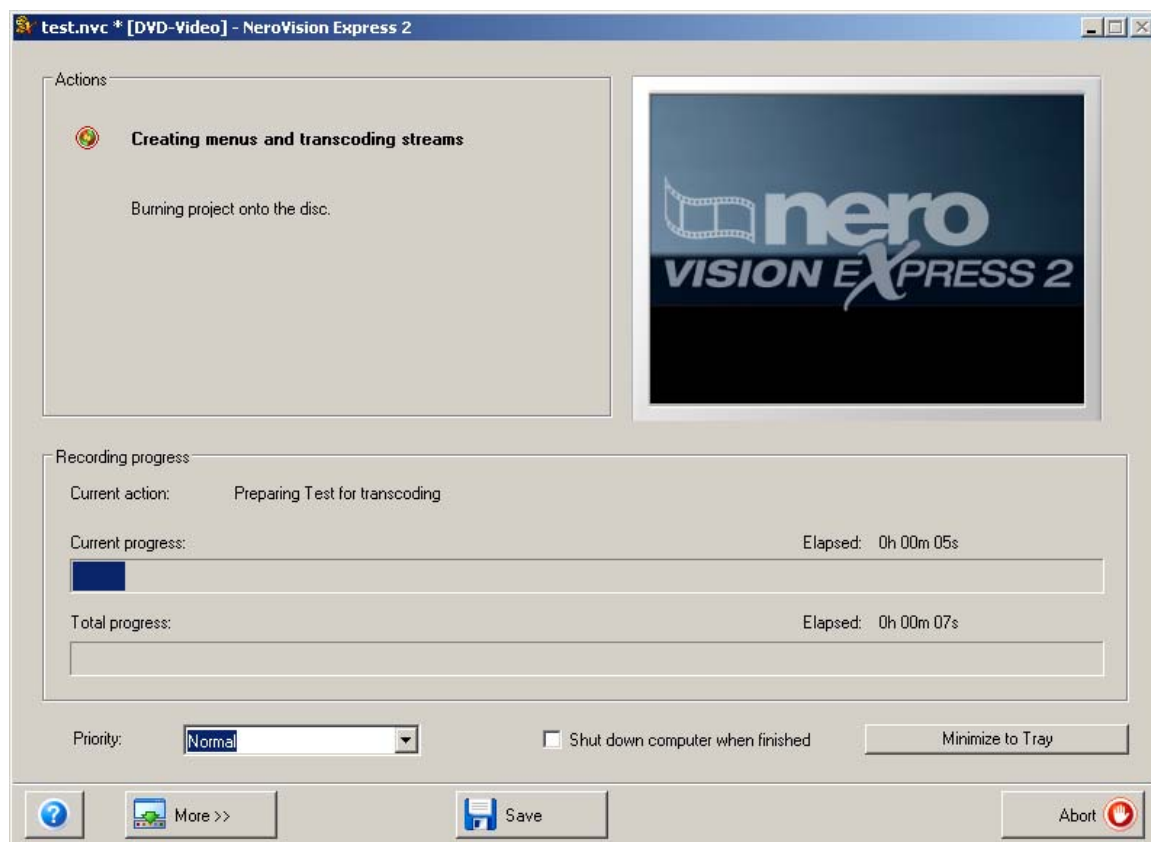 test.nvc * [DVD-Video] - NeroVision Express 2
Actions
Creating menus and transcoding streams
Burning project onto the disc.
nero
VISION EXPRESS 2
Recording progress
Current action: Preparing Test for transcoding
Current progress: Elapsed: 0h 00m 05s
Total progress: Elapsed: 0h 00m 07s
Priority: Normal Shut down computer when finished Minimize to Tray
More >> Save Abort